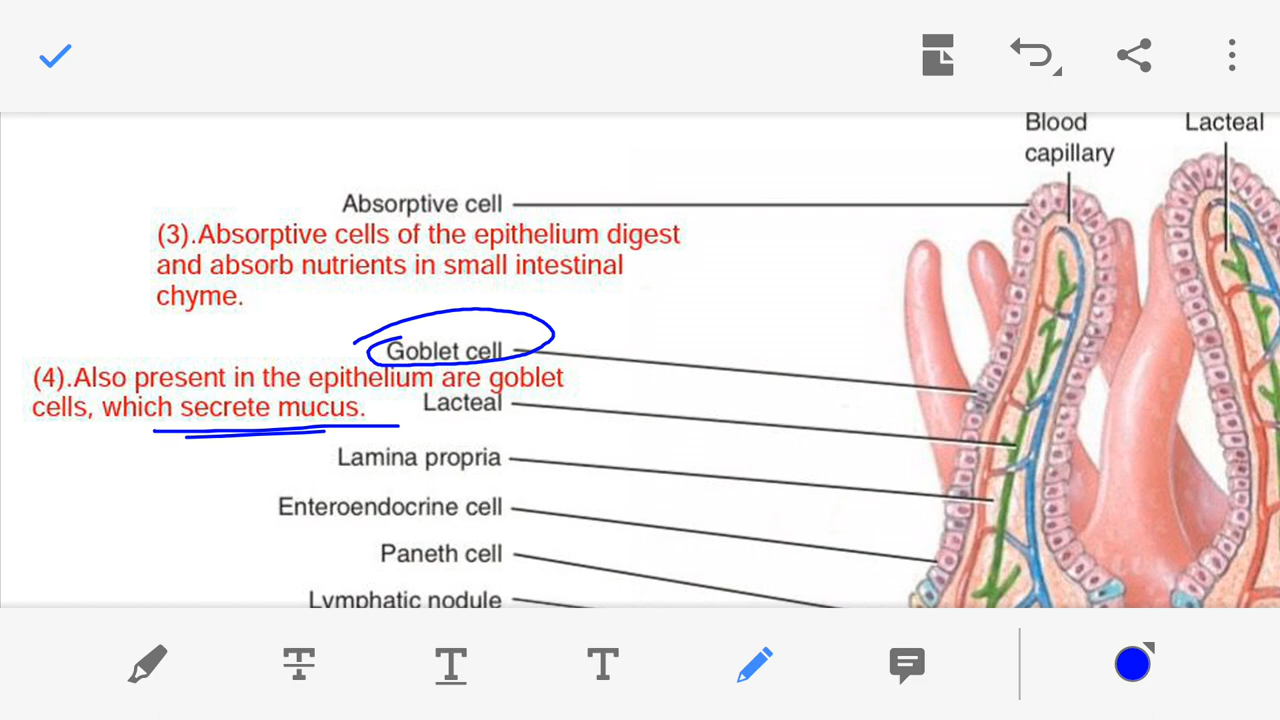 Blood
capillary
Lacteal
Absorptive cell
(3).Absorptive cells of the epithelium digest
and absorb nutrients in small intestinal
chyme.
Goblet cell
(4).Also present in the epithelium are goblet
cells, which secrete mucus.
Lacteal
Lamina propria
Enteroendocrine cell
Paneth cell
Lymphatic nodule